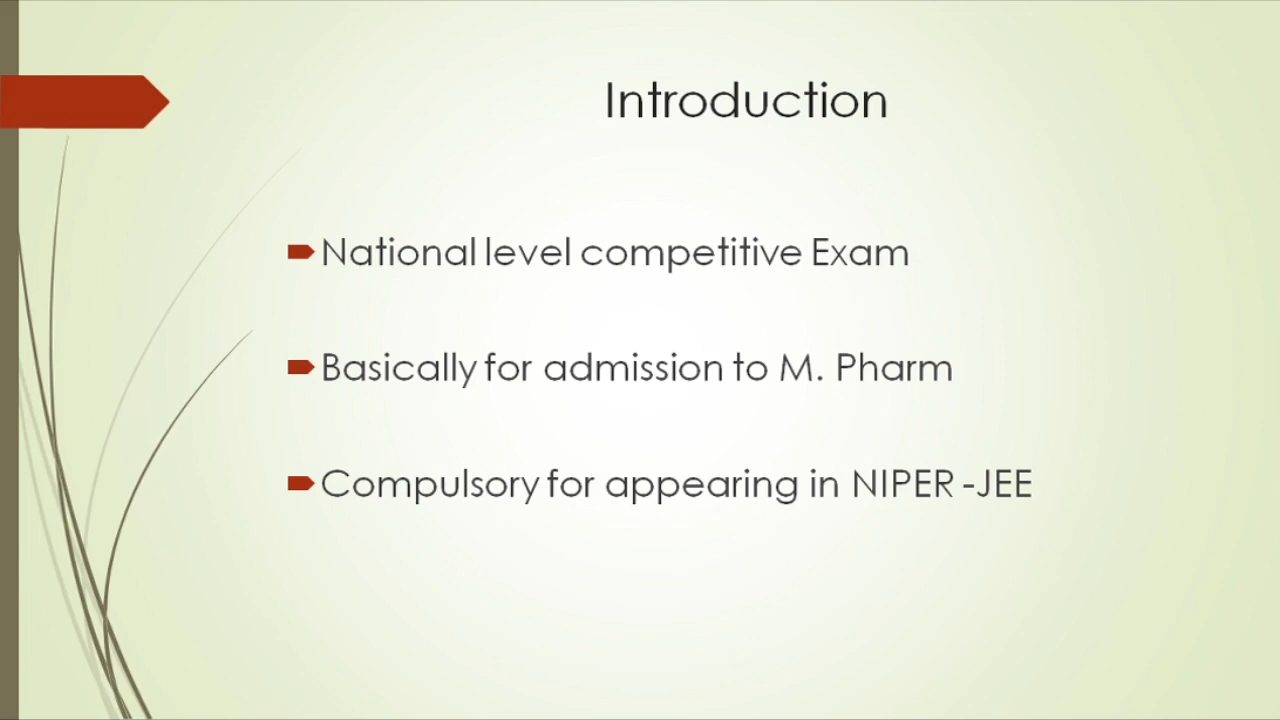 Introduction
National level competitive Exam
Basically for admission to M. Pharm
Compulsory for appearing in NIPER -JEE